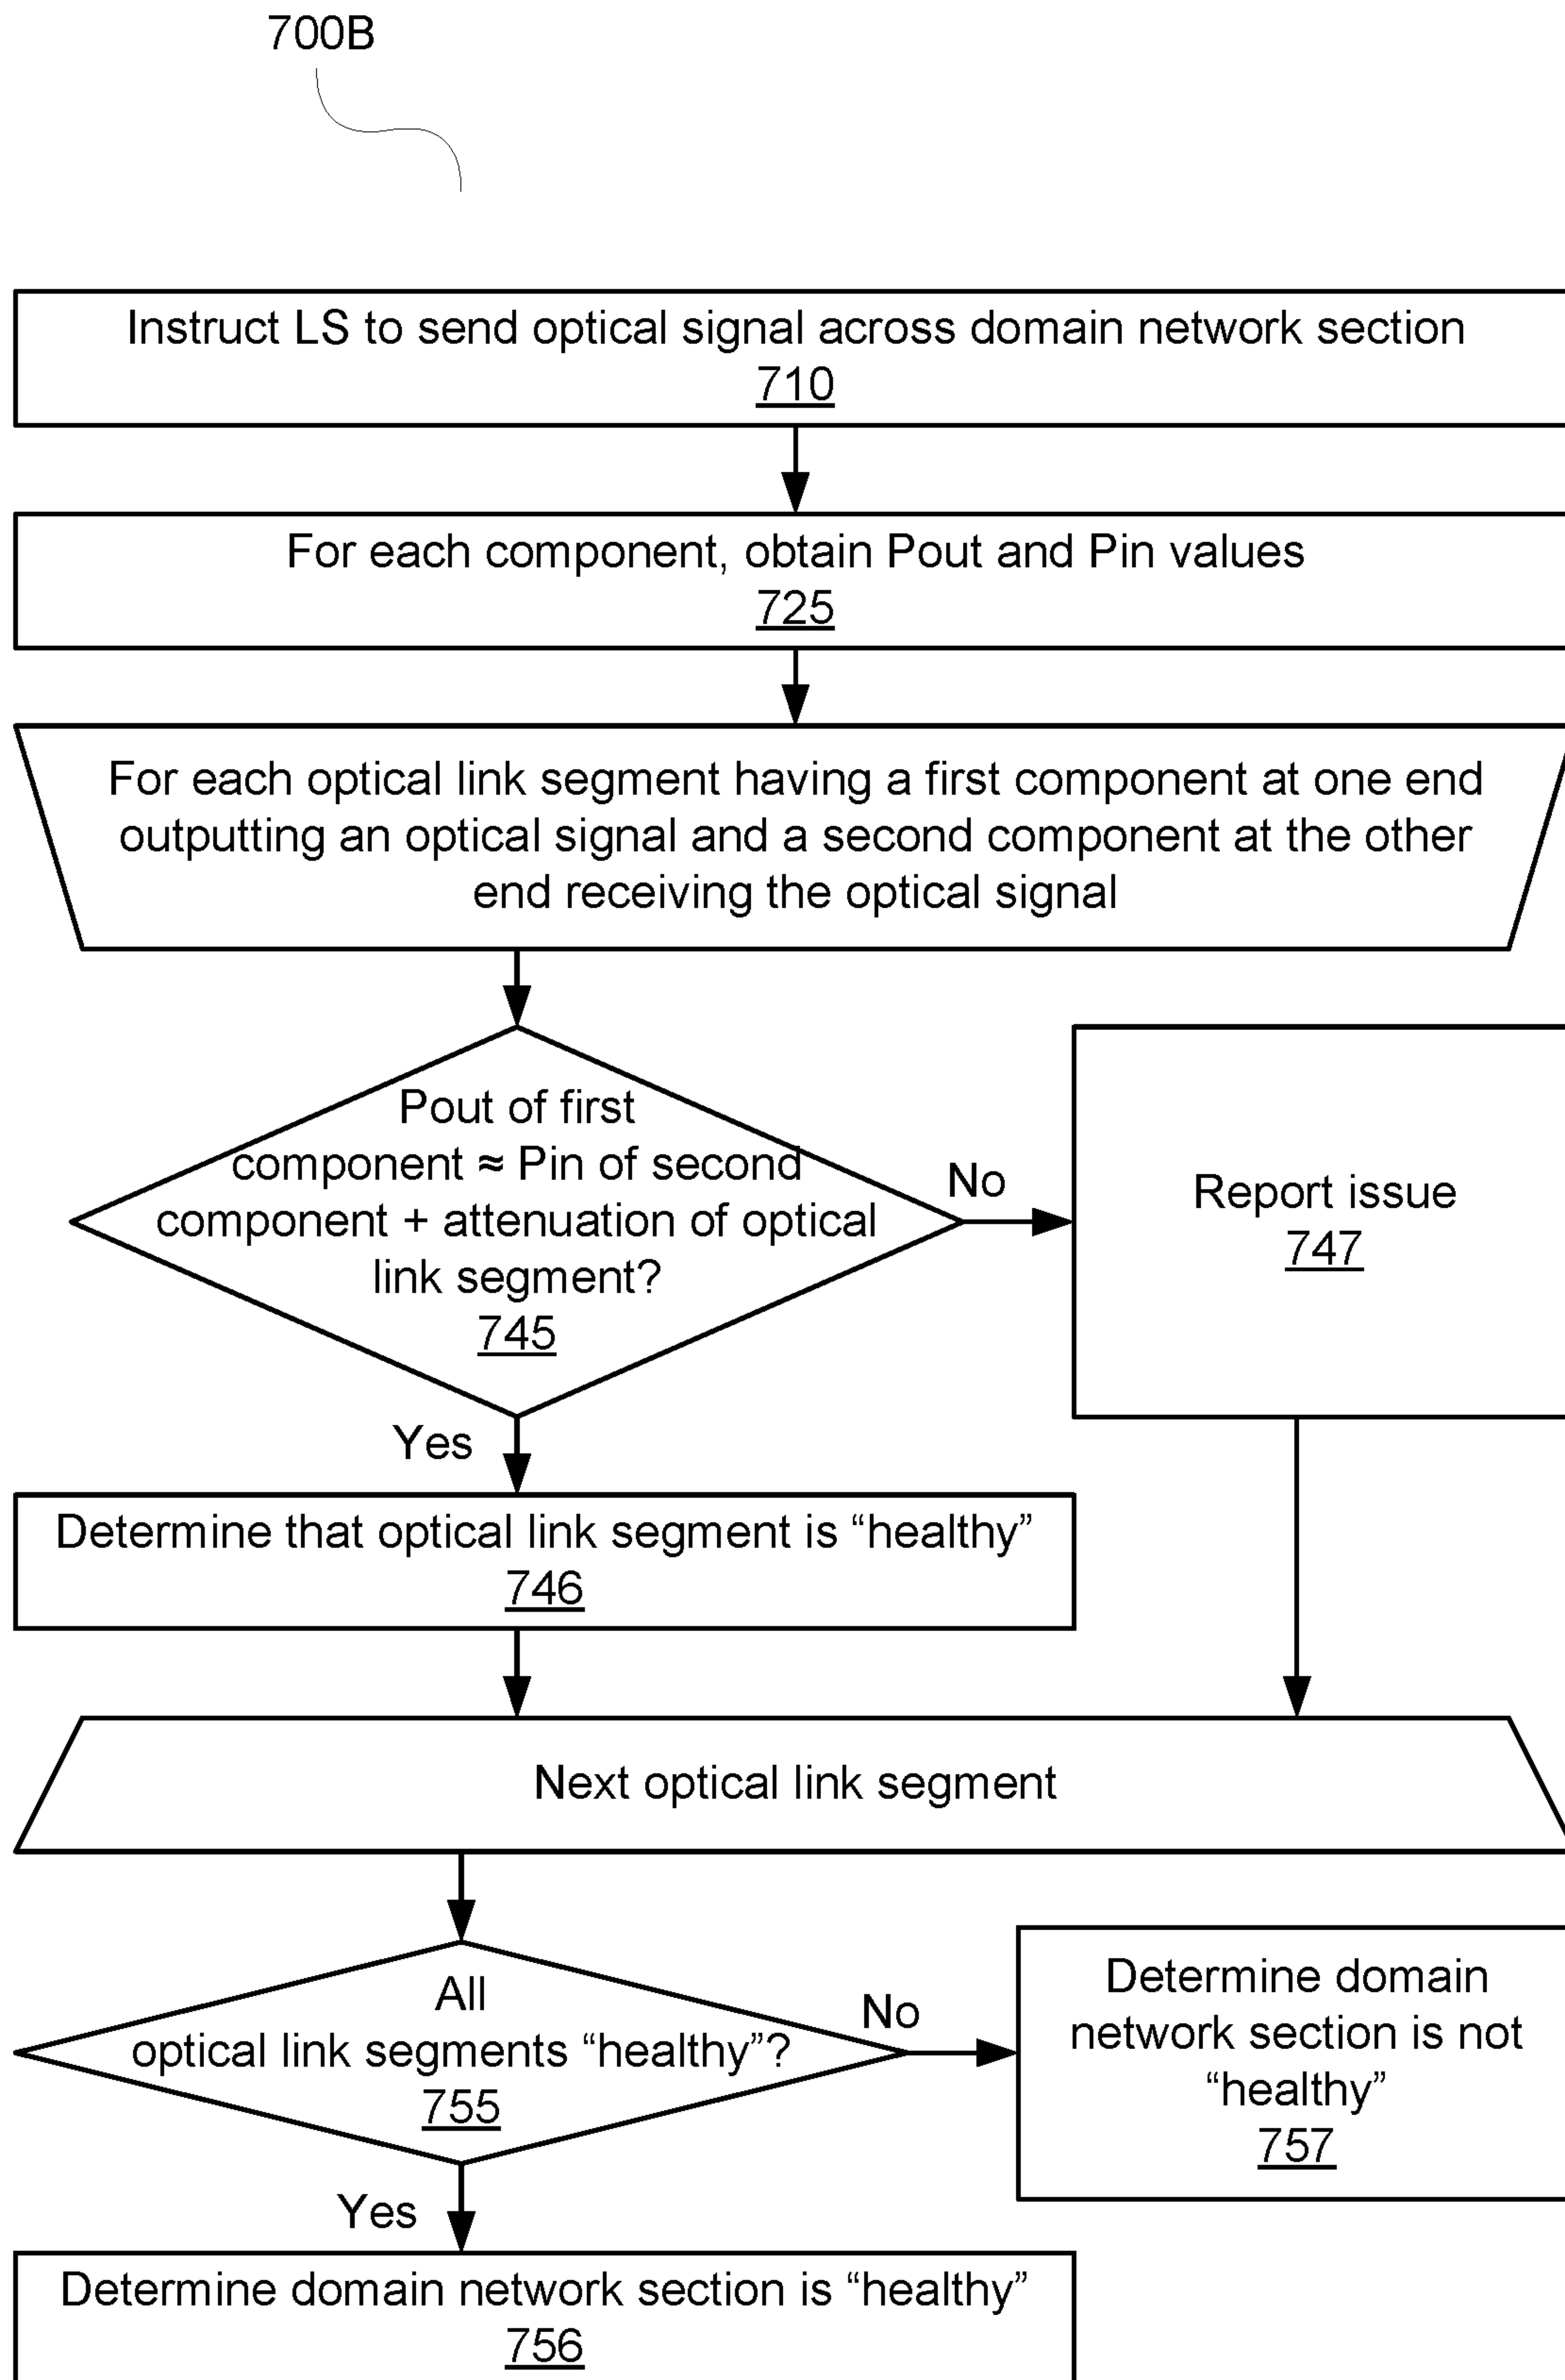 700B
Instruct LS to send optical signal across domain network section
710
For each component, obtain Pout and Pin values
725
For each optical link segment having a first component at one end
outputting an optical signal and a second component at the other
end receiving the optical signal
Pout of first
component ≈ Pin of second
component + attenuation of optical
link segment?
745
No
Report issue
747
Yes
Determine that optical link segment is “healthy”
746
Next optical link segment
All
optical link segments “healthy”?
755
No
Determine domain
network section is not
“healthy”
757
Yes
Determine domain network section is “healthy”
756